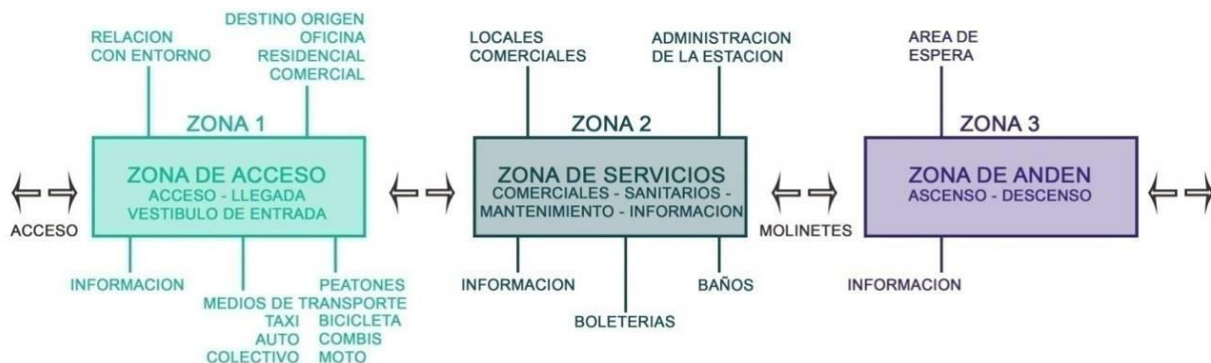 RELACION
CON ENTORNO
DESTINO ORIGEN
OFICINA
RESIDENCIAL
COMERCIAL
ZONA 1
ZONA DE ACCESO
ACCESO - LLEGADA
VESTIBULO DE ENTRADA
ACCESO
INFORMACION
MEDIOS DE TRANSPORTE
TAXI
AUTO
COLECTIVO
PEATONES
BICICLETA
COMBIS
MOTO
LOCALES
COMERCIALES
ADMINISTRACION
DE LA ESTACION
ZONA 2
ZONA DE SERVICIOS
COMERCIALES - SANITARIOS -
MANTENIMIENTO - INFORMACION
INFORMACION
BOLETERIAS
BAÑOS
MOLINETES
AREA DE
ESPERA
ZONA 3
ZONA DE ANDEN
ASCENSO - DESCENSO
INFORMACION